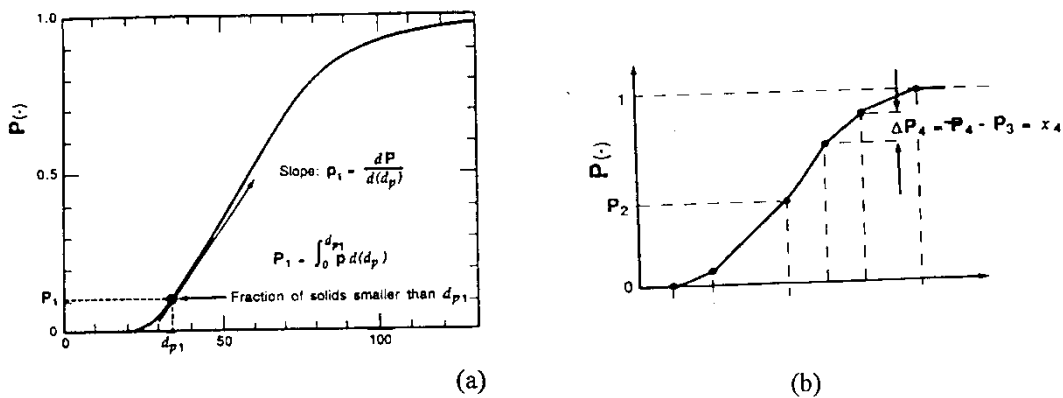 1.0
P(·)
0.5
Slope: p₁ = dP / d(dₚ)
P₁ = ∫₀^dₚ₁ p d(dₚ)
P₁
Fraction of solids smaller than dₚ₁
0
0
dₚ₁
50
100
(a)
1
P(·)
ΔP₄ = P₄ - P₃ = x₄
P₂
0
(b)